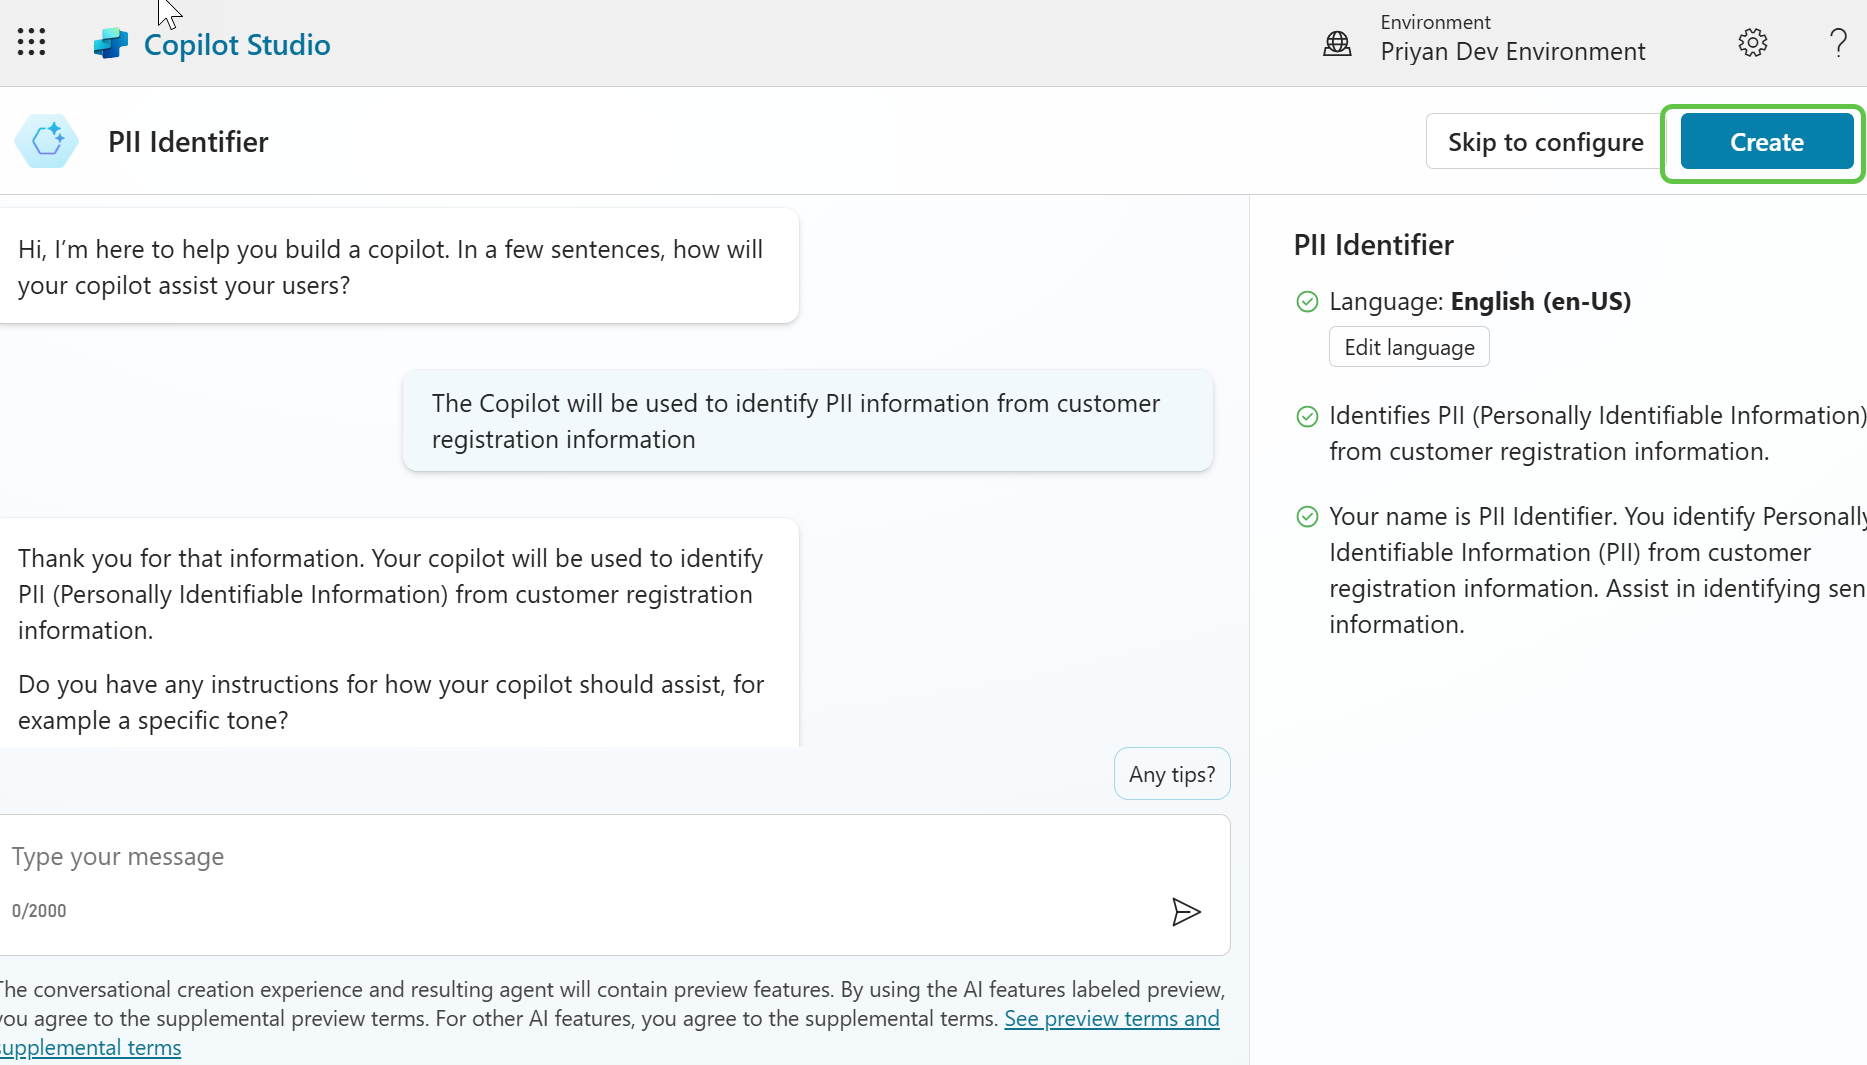 Copilot Studio
Environment
Priyan Dev Environment
?
PII Identifier
Skip to configure
Create
Hi, I’m here to help you build a copilot. In a few sentences, how will
your copilot assist your users?
The Copilot will be used to identify PII information from customer
registration information
Thank you for that information. Your copilot will be used to identify
PII (Personally Identifiable Information) from customer registration
information.
Do you have any instructions for how your copilot should assist, for
example a specific tone?
Any tips?
Type your message
0/2000
The conversational creation experience and resulting agent will contain preview features. By using the AI features labeled preview,
you agree to the supplemental preview terms. For other AI features, you agree to the supplemental terms. See preview terms and
supplemental terms
PII Identifier
Language: English (en-US)
Edit language
Identifies PII (Personally Identifiable Information)
from customer registration information.
Your name is PII Identifier. You identify Personally
Identifiable Information (PII) from customer
registration information. Assist in identifying sen
information.